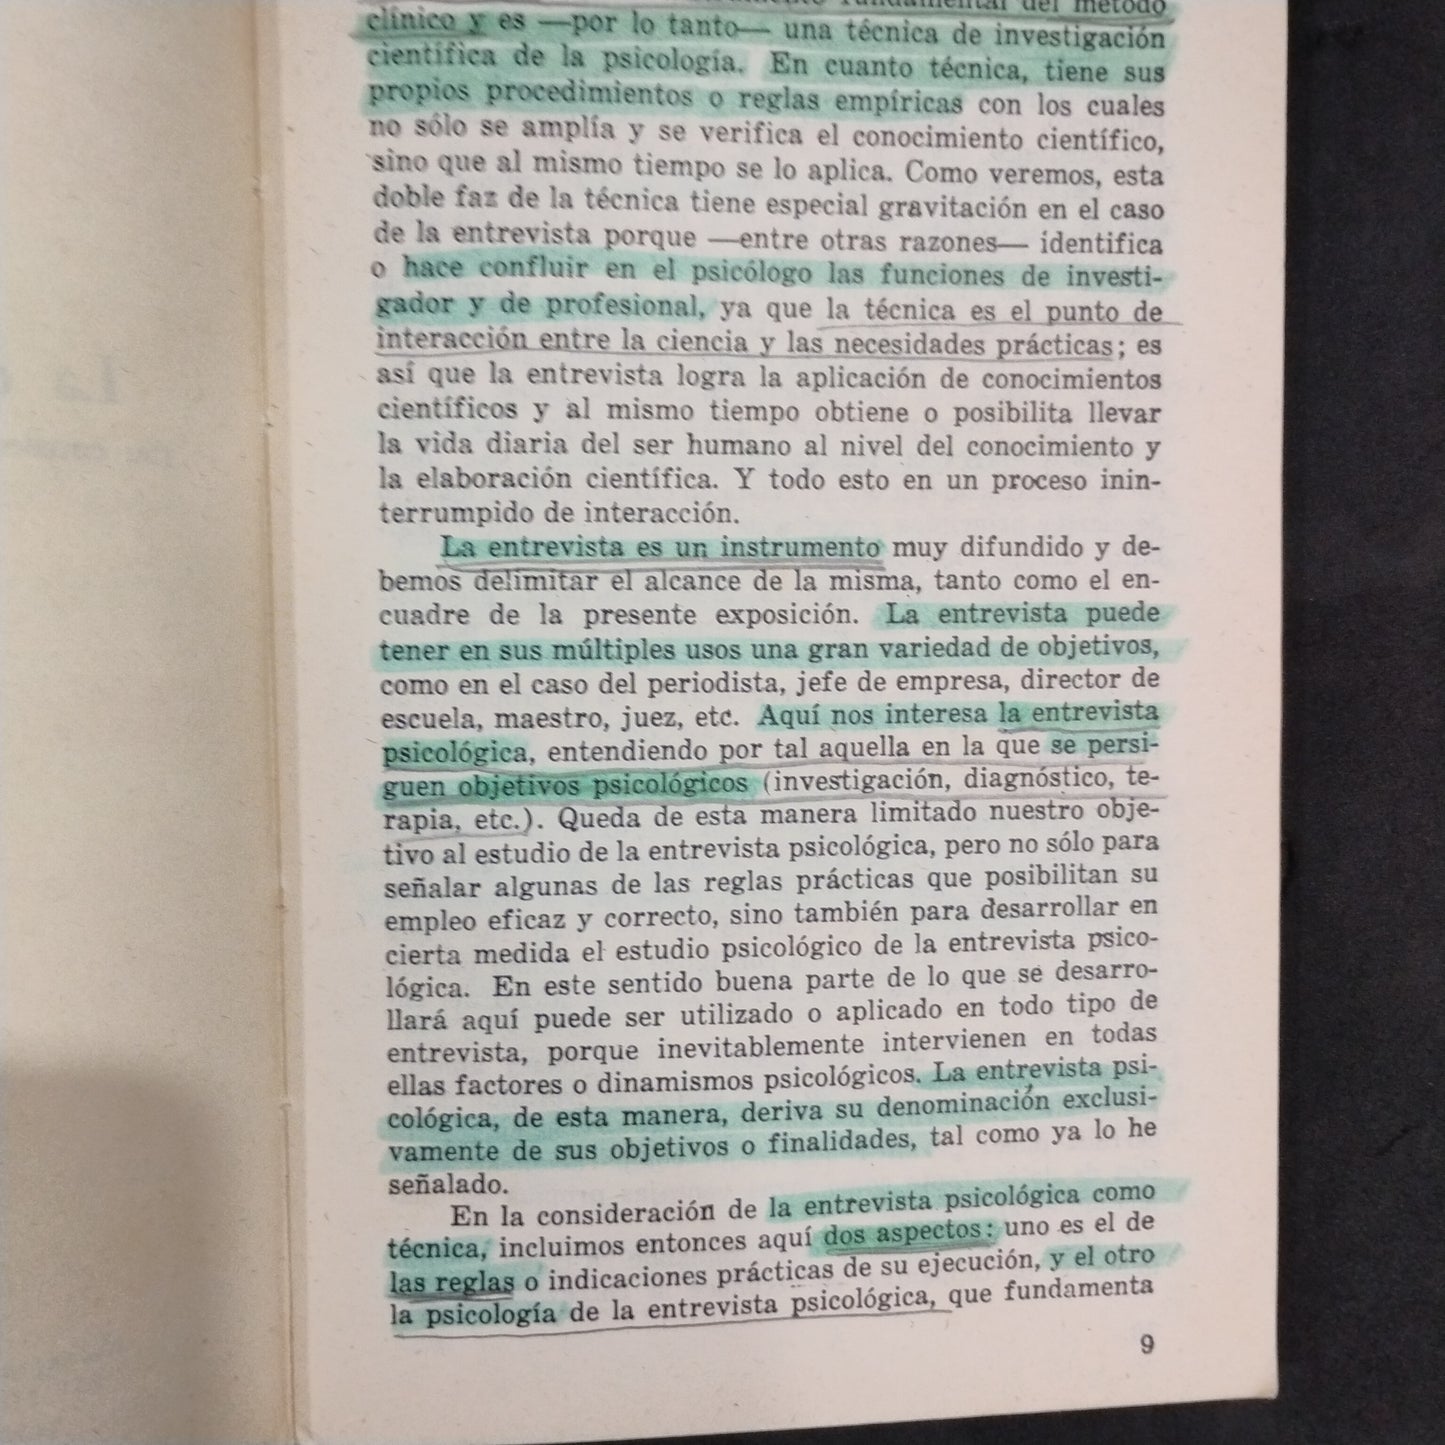 fundamental del método
clínico y es —por lo tanto— una técnica de investigación
científica de la psicología. En cuanto técnica, tiene sus
propios procedimientos o reglas empíricas con los cuales
no sólo se amplía y se verifica el conocimiento científico,
sino que al mismo tiempo se lo aplica. Como veremos, esta
doble faz de la técnica tiene especial gravitación en el caso
de la entrevista porque —entre otras razones— identifica
o hace confluir en el psicólogo las funciones de investi-
gador y de profesional, ya que la técnica es el punto de
interacción entre la ciencia y las necesidades prácticas; es
así que la entrevista logra la aplicación de conocimientos
científicos y al mismo tiempo obtiene o posibilita llevar
la vida diaria del ser humano al nivel del conocimiento y
la elaboración científica. Y todo esto en un proceso inin-
terrumpido de interacción.
La entrevista es un instrumento muy difundido y de-
bemos delimitar el alcance de la misma, tanto como el en-
cuadre de la presente exposición. La entrevista puede
tener en sus múltiples usos una gran variedad de objetivos,
como en el caso del periodista, jefe de empresa, director de
escuela, maestro, juez, etc. Aquí nos interesa la entrevista
psicológica, entendiendo por tal aquella en la que se persi-
guen objetivos psicológicos (investigación, diagnóstico, te-
rapia, etc.). Queda de esta manera limitado nuestro obje-
tivo al estudio de la entrevista psicológica, pero no sólo para
señalar algunas de las reglas prácticas que posibilitan su
empleo eficaz y correcto, sino también para desarrollar en
cierta medida el estudio psicológico de la entrevista psico-
lógica. En este sentido buena parte de lo que se desarro-
llará aquí puede ser utilizado o aplicado en todo tipo de
entrevista, porque inevitablemente intervienen en todas
ellas factores o dinamismos psicológicos. La entrevista psi-
cológica, de esta manera, deriva su denominación exclusi-
vamente de sus objetivos o finalidades, tal como ya lo he
señalado.
En la consideración de la entrevista psicológica como
técnica, incluimos entonces aquí dos aspectos: uno es el de
las reglas o indicaciones prácticas de su ejecución, y el otro
la psicología de la entrevista psicológica, que fundamenta
9